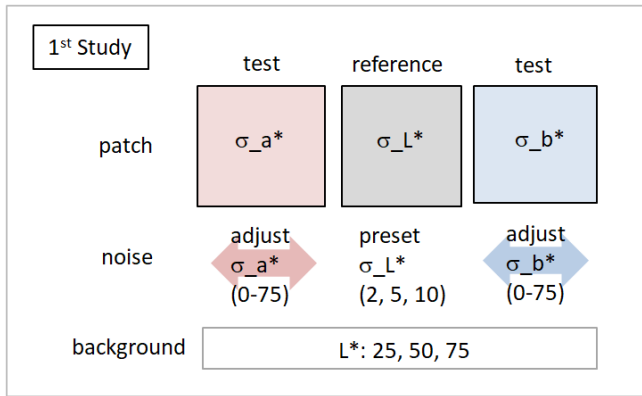 1st Study
test reference test
patch σ_a* σ_L* σ_b*
adjust preset adjust
noise σ_a* σ_L* σ_b*
(0-75) (2, 5, 10) (0-75)
background L*: 25, 50, 75